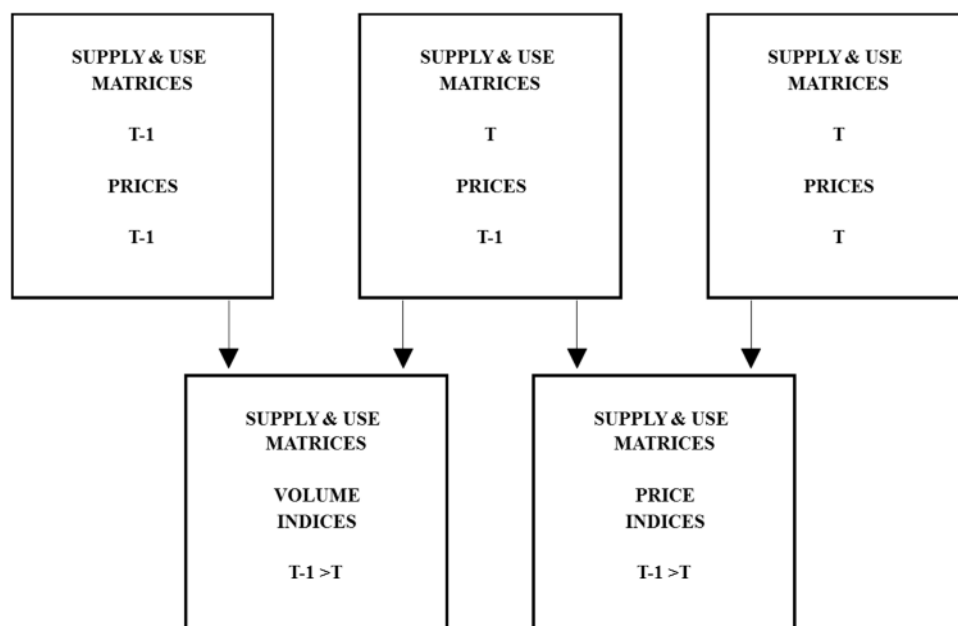 SUPPLY & USE
MATRICES
T-1
PRICES
T-1
SUPPLY & USE
MATRICES
T
PRICES
T-1
SUPPLY & USE
MATRICES
T
PRICES
T
SUPPLY & USE
MATRICES
VOLUME
INDICES
T-1 >T
SUPPLY & USE
MATRICES
PRICE
INDICES
T-1 >T